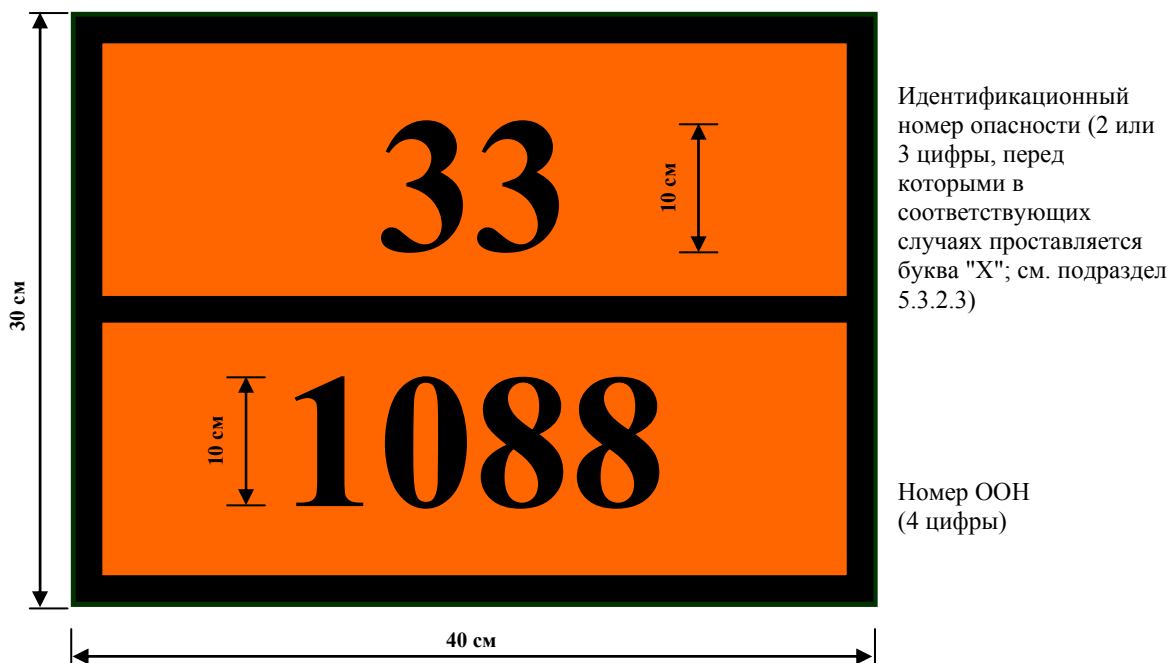 30 см
33
10 см
Идентификационный
номер опасности (2 или
3 цифры, перед
которыми в
соответствующих
случаях проставляется
буква "X"; см. подраздел
5.3.2.3)
10 см
1088
Номер ООН
(4 цифры)
40 см